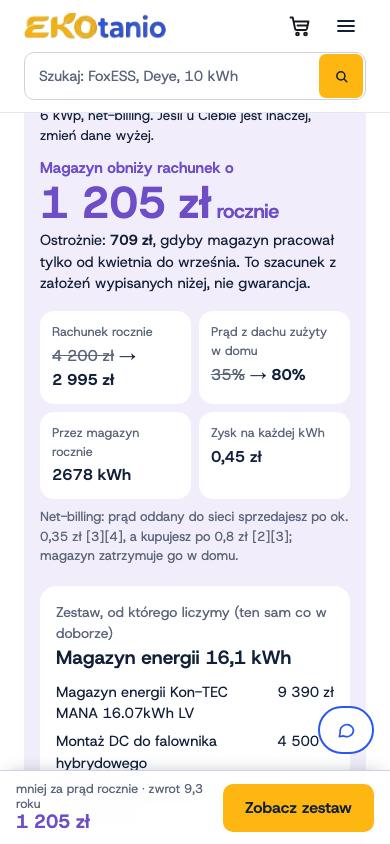 EKOtanio
Szukaj: FoxESS, Deye, 10 kWh
6 kWp, net-billing. Jeśli u Ciebie jest inaczej,
zmień dane wyżej.
Magazyn obniży rachunek o
1 205 zł rocznie
Ostrożnie: 709 zł, gdyby magazyn pracował
tylko od kwietnia do września. To szacunek z
założeń wypisanych niżej, nie gwarancja.
Rachunek rocznie
4 200 zł →
2 995 zł
Prąd z dachu zużyty
w domu
35% → 80%
Przez magazyn
rocznie
2678 kWh
Zysk na każdej kWh
0,45 zł
Net-billing: prąd oddany do sieci sprzedajesz po ok.
0,35 zł [3][4], a kupujesz po 0,8 zł [2][3];
magazyn zatrzymuje go w domu.
Zestaw, od którego liczymy (ten sam co w
doborze)
Magazyn energii 16,1 kWh
Magazyn energii Kon-TEC 9 390 zł
MANA 16.07kWh LV
Montaż DC do falownika 4 500
hybrydowego
mniej za prąd rocznie · zwrot 9,3
roku
1 205 zł
Zobacz zestaw